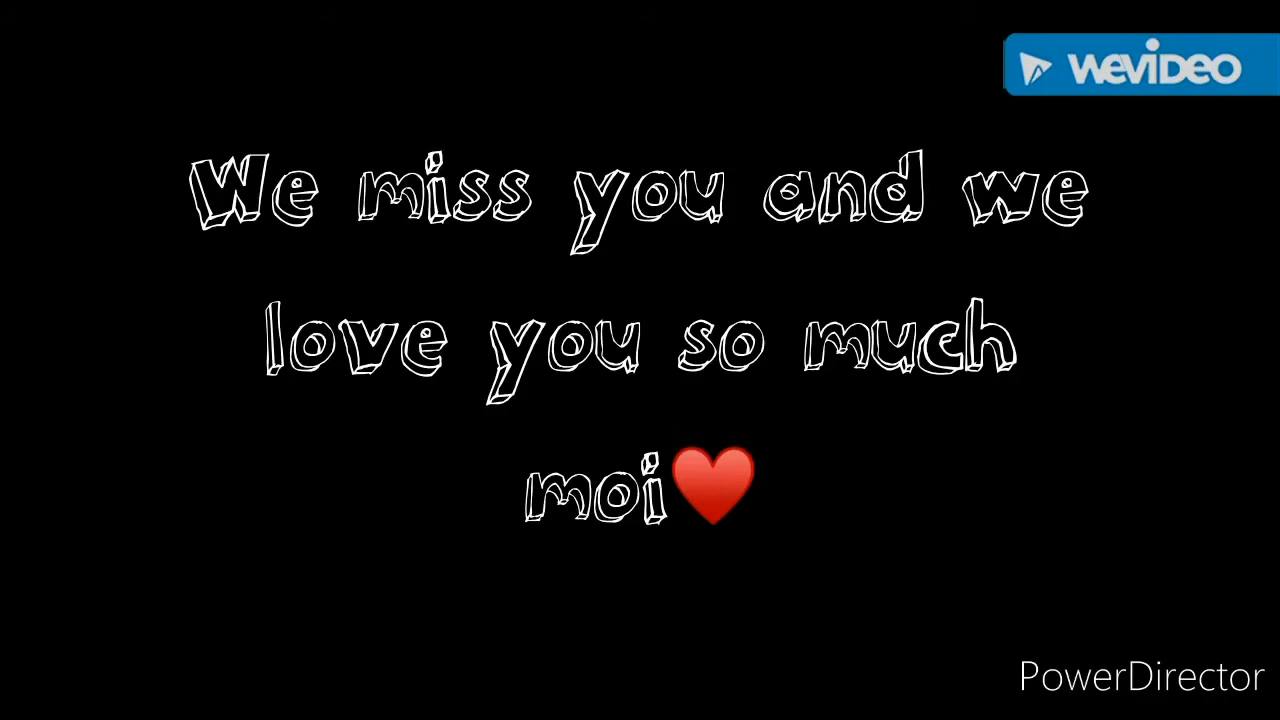 WEVIDEO
We miss you and we
love you so much
moi♥️
PowerDirector